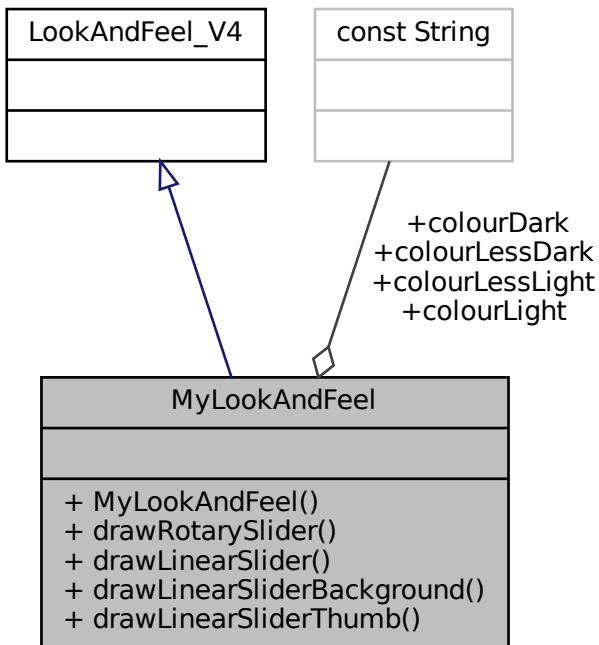 LookAndFeel_V4
const String
+colourDark
+colourLessDark
+colourLessLight
+colourLight
MyLookAndFeel
+ MyLookAndFeel()
+ drawRotarySlider()
+ drawLinearSlider()
+ drawLinearSliderBackground()
+ drawLinearSliderThumb()